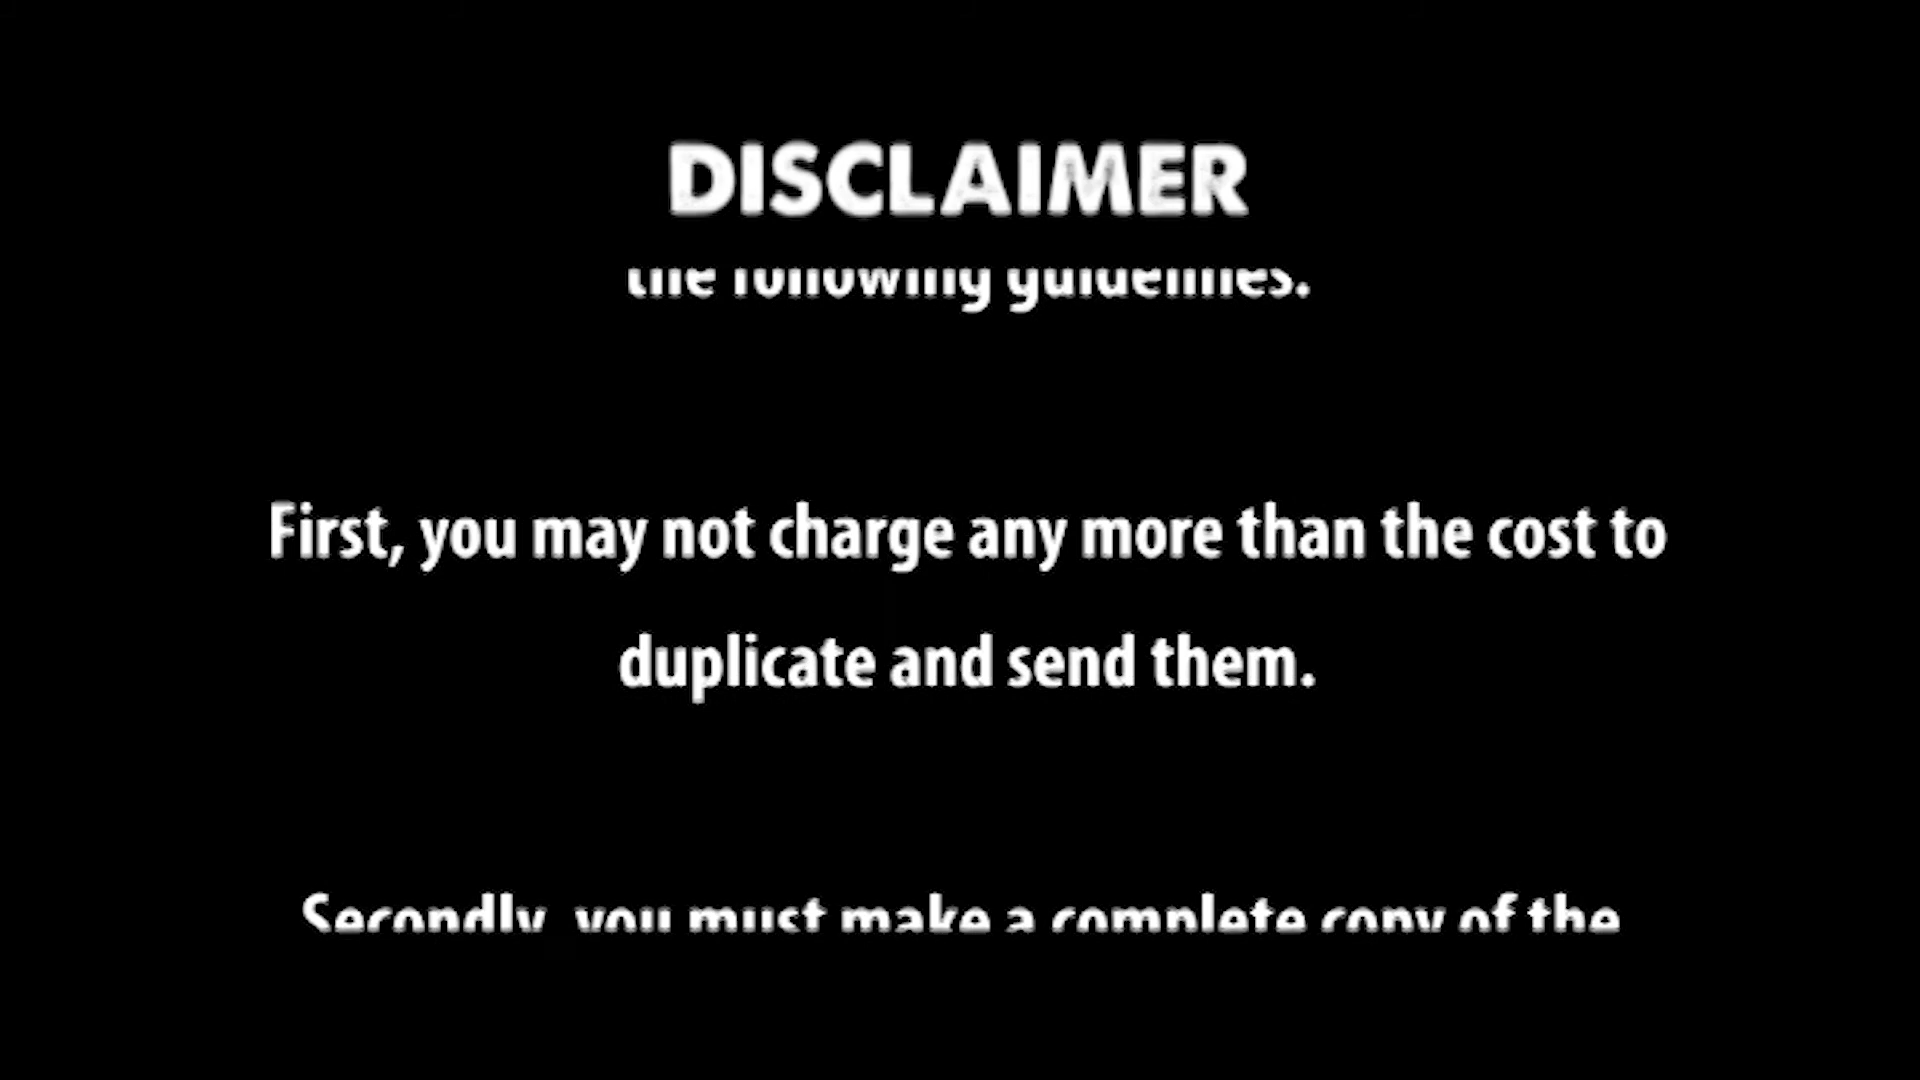 DISCLAIMER
the following guidelines.
First, you may not charge any more than the cost to
duplicate and send them.
Secondly, you must make a complete copy of the